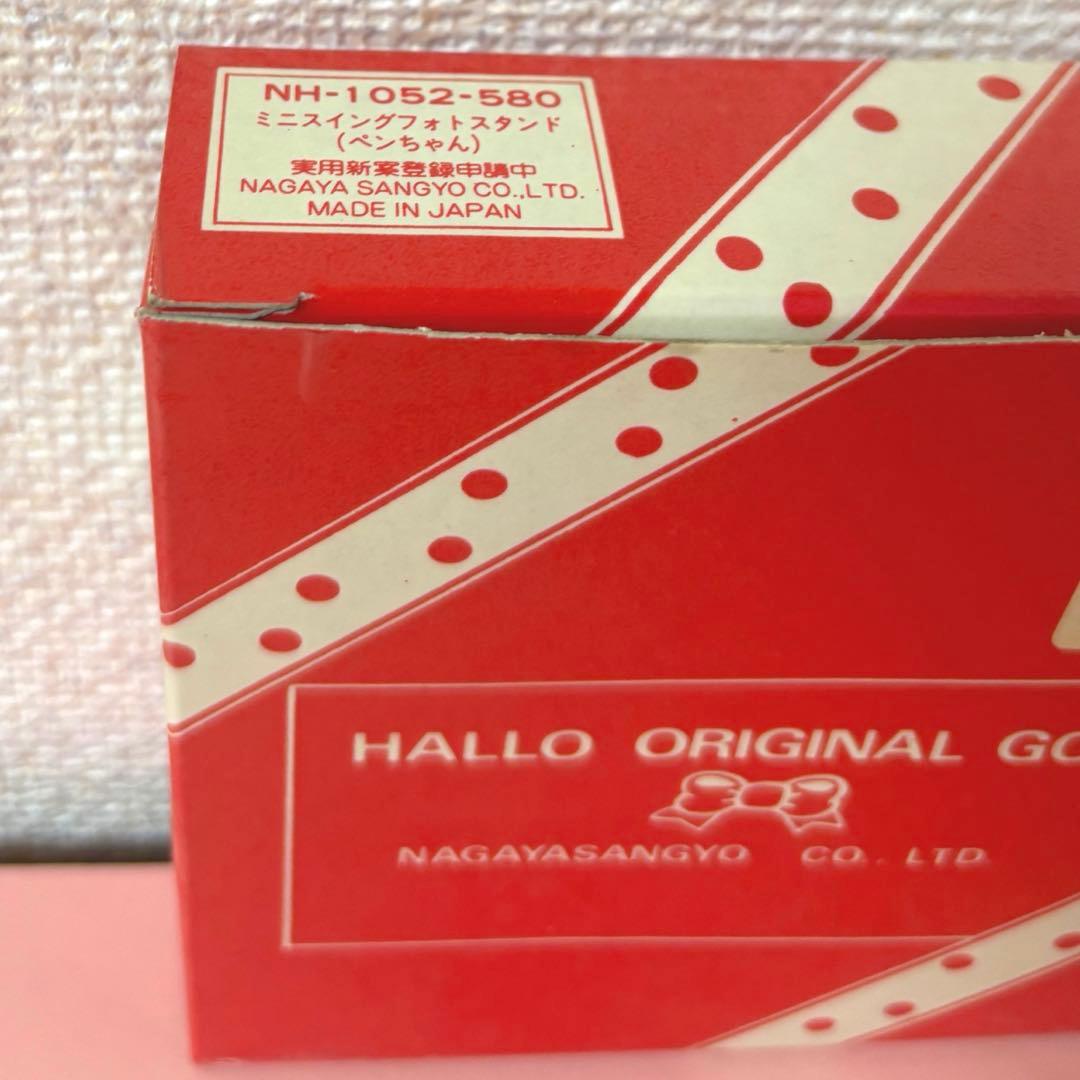 NH-1052-580
ミニスイングフォトスタンド
(ペンちゃん)
実用新案登録申請中
NAGAYA SANGYO CO.,LTD.
MADE IN JAPAN
HALLO ORIGINAL GO
NAGAYASANGYO CO. LTD.